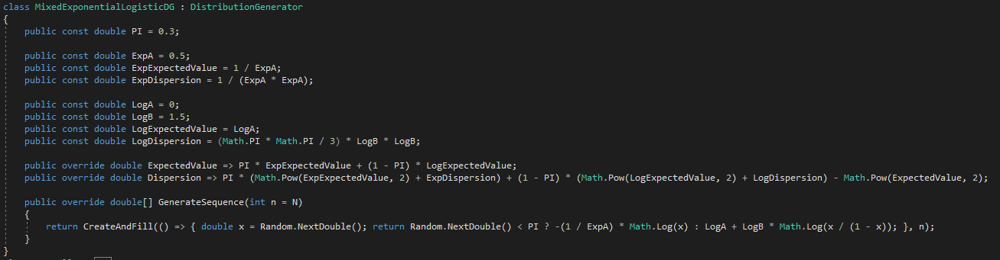 class MixedExponentialLogisticDG : DistributionGenerator
{
public const double PI = 0.3;
public const double ExpA = 0.5;
public const double ExpExpectedValue = 1 / ExpA;
public const double ExpDispersion = 1 / (ExpA * ExpA);
public const double LogA = 0;
public const double LogB = 1.5;
public const double LogExpectedValue = LogA;
public const double LogDispersion = (Math.PI * Math.PI / 3) * LogB * LogB;
public override double ExpectedValue => PI * ExpExpectedValue + (1 - PI) * LogExpectedValue;
public override double Dispersion => PI * (Math.Pow(ExpExpectedValue, 2) + ExpDispersion) + (1 - PI) * (Math.Pow(LogExpectedValue, 2) + LogDispersion) - Math.Pow(ExpectedValue, 2);
public override double[] GenerateSequence(int n = N)
{
return CreateAndFill(() => { double x = Random.NextDouble(); return Random.NextDouble() < PI ? -(1 / ExpA) * Math.Log(x) : LogA + LogB * Math.Log(x / (1 - x)); }, n);
}
}